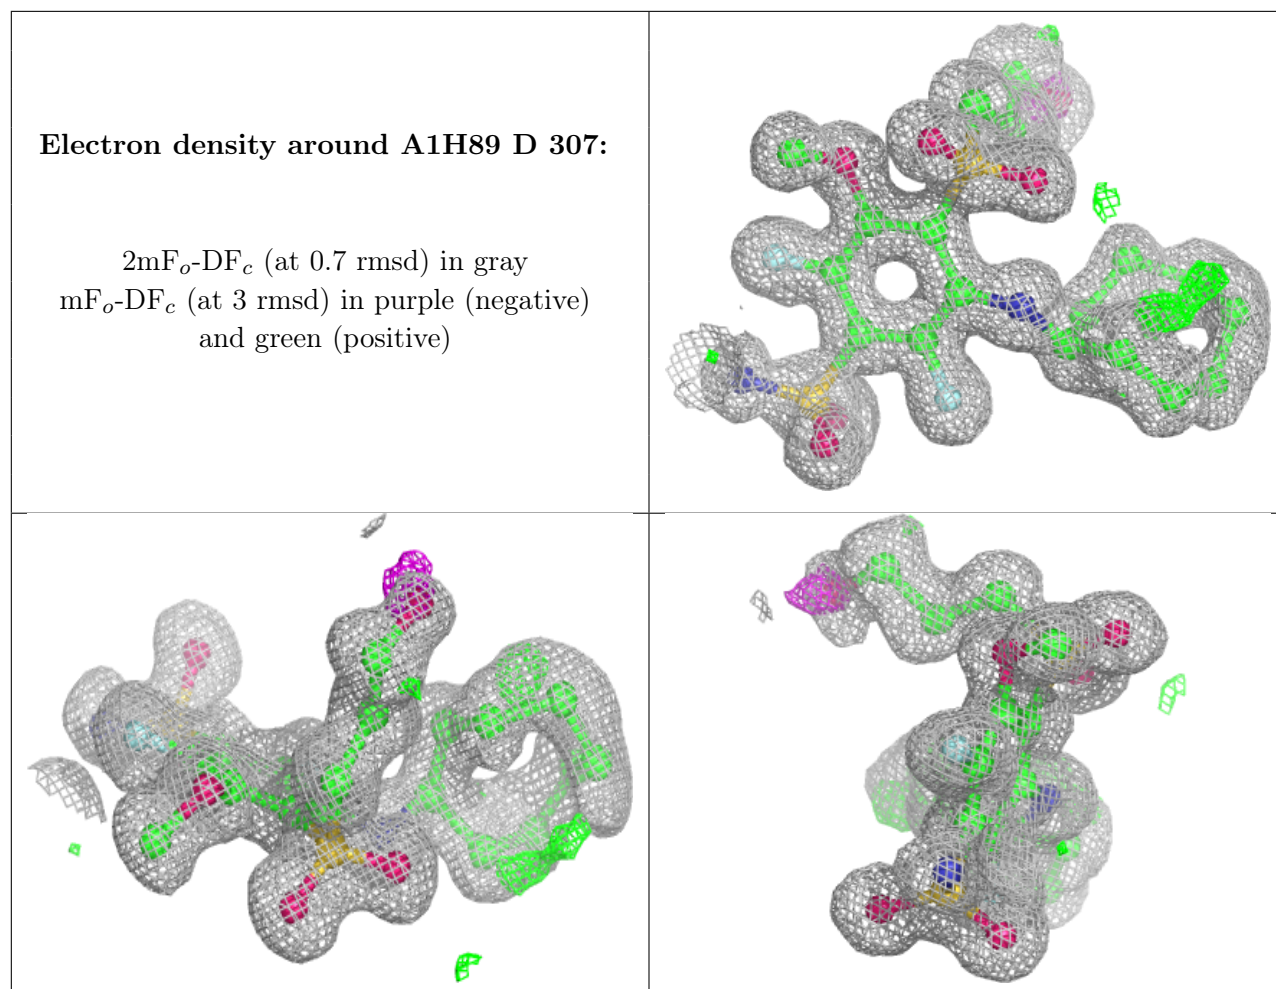 Electron density around A1H89 D 307:
2mFo-DFc (at 0.7 rmsd) in gray
mFo-DFc (at 3 rmsd) in purple (negative)
and green (positive)